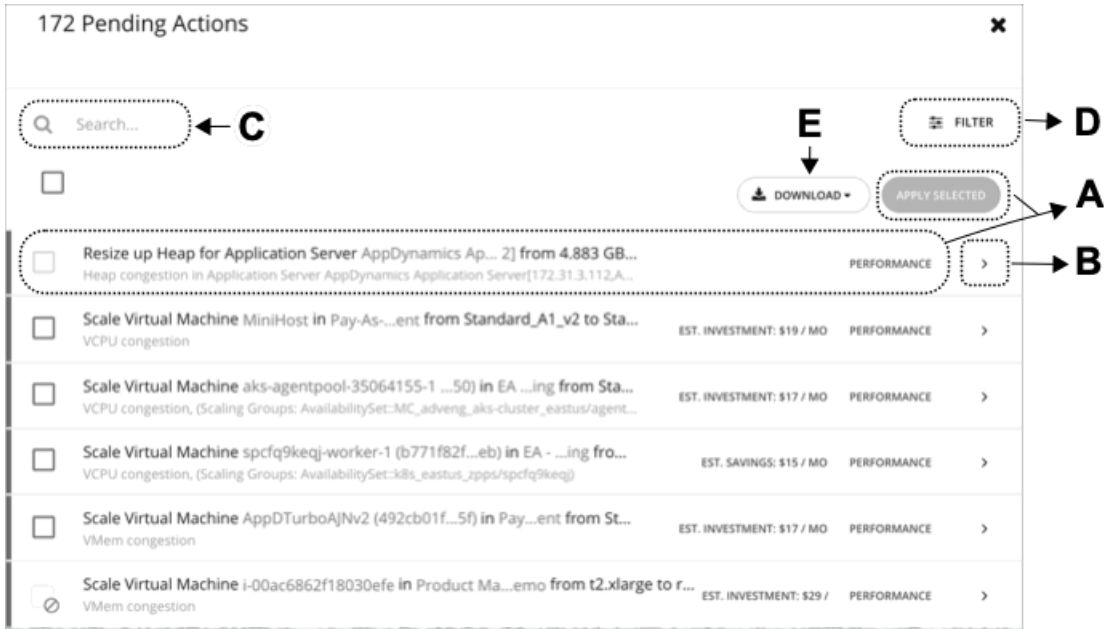 172 Pending Actions
Search...
C
E
FILTER
D
DOWNLOAD
APPLY SELECTED
A
Resize up Heap for Application Server AppDynamics Ap... 2] from 4.883 GB...
Heap congestion in Application Server AppDynamics Application Server[172.31.3.112,A...
PERFORMANCE
B
Scale Virtual Machine MiniHost in Pay-As-...ent from Standard_A1_v2 to Sta...
VCPU congestion
EST. INVESTMENT: $19 / MO
PERFORMANCE
Scale Virtual Machine aks-agentpool-35064155-1 ...50) in EA ...ing from Sta...
VCPU congestion, (Scaling Groups: AvailabilitySet::MC_adveng_aks-cluster_eastus/agent...
EST. INVESTMENT: $17 / MO
PERFORMANCE
Scale Virtual Machine spcfq9keqj-worker-1 (b771f82f...eb) in EA - ...ing fro...
VCPU congestion, (Scaling Groups: AvailabilitySet::k8s_eastus_zpps/spcfq9keqj)
EST. SAVINGS: $15 / MO
PERFORMANCE
Scale Virtual Machine AppDTurboAJNv2 (492cb01f...5f) in Pay...ent from St...
VMem congestion
EST. INVESTMENT: $17 / MO
PERFORMANCE
Scale Virtual Machine i-00ac6862f18030efe in Product Ma...emo from t2.xlarge to r...
VMem congestion
EST. INVESTMENT: $29 /
PERFORMANCE